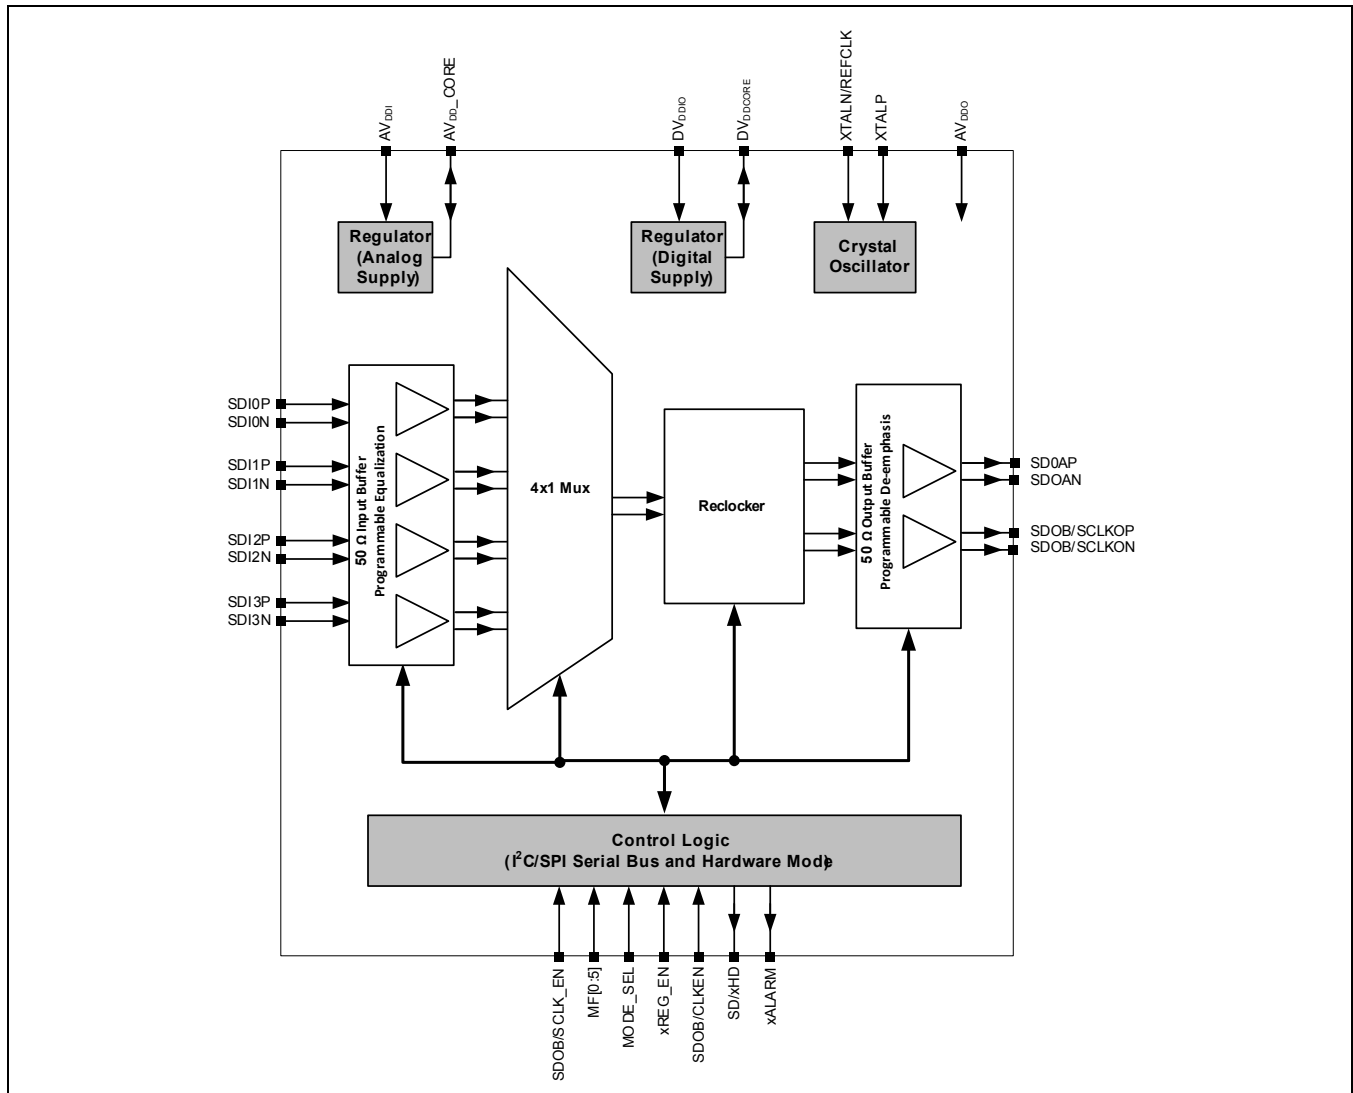 AVDDI
AVDD_CORE
DVDDIO
DVDDCORE
XTALN/REFCLK
XTALP
AVDDO
Regulator
(Analog
Supply)
Regulator
(Digital
Supply)
Crystal
Oscillator
SDI0P
SDI0N
SDI1P
SDI1N
SDI2P
SDI2N
SDI3P
SDI3N
50 Ω Input Buffer
Programmable Equalization
4x1 Mux
Reclocker
50 Ω Output Buffer
Programmable De-emphasis
SD0AP
SDOAN
SDOB/SCLKOP
SDOB/SCLKON
Control Logic
(I²C/SPI Serial Bus and Hardware Mode)
SDOB/SCLK_EN
MF[0:5]
MODE_SEL
xREG_EN
SDOB/CLKEN
SD/xHD
xALARM